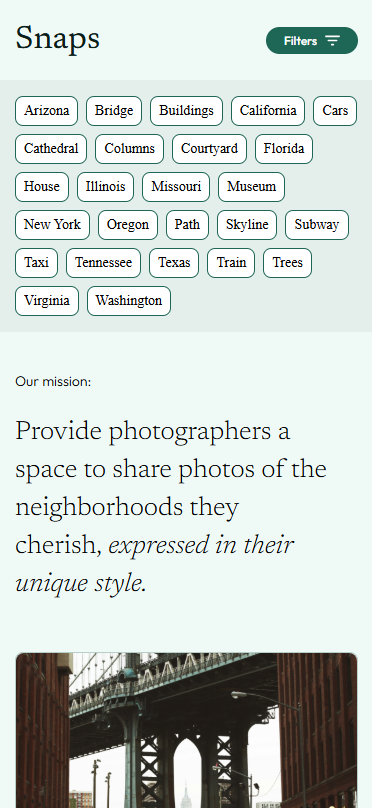 Snaps
Filters
Arizona Bridge Buildings California Cars
Cathedral Columns Courtyard Florida
House Illinois Missouri Museum
New York Oregon Path Skyline Subway
Taxi Tennessee Texas Train Trees
Virginia Washington
Our mission:
Provide photographers a
space to share photos of the
neighborhoods they
cherish, expressed in their
unique style.